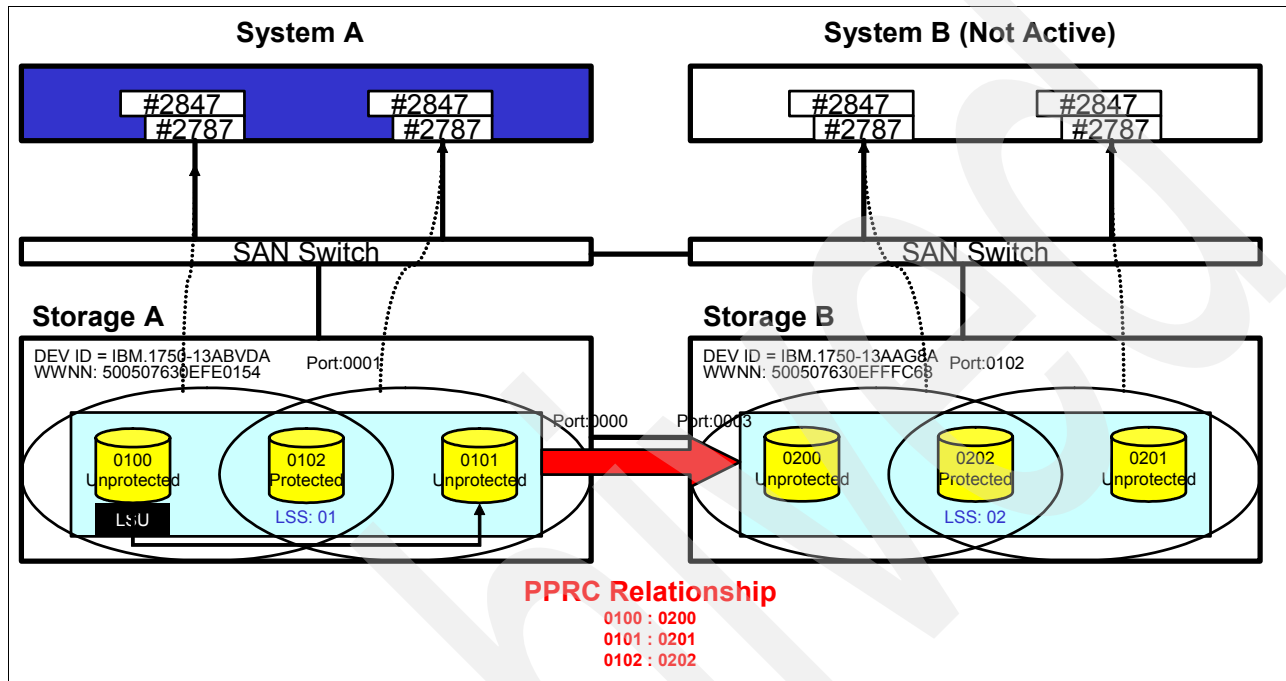 System A
System B (Not Active)
#2847
#2787
#2847
#2787
#2847
#2787
#2847
#2787
SAN Switch
SAN Switch
Storage A
Storage B
DEV ID = IBM.1750-13ABVDA
WWNN: 500507630EFE0154
Port:0001
DEV ID = IBM.1750-13AAG8A
WWNN: 500507630EFFFC68
Port:0102
Port:0000
Port:0003
0100
Unprotected
0102
Protected
0101
Unprotected
0200
Unprotected
0202
Protected
0201
Unprotected
LSU
LSS: 01
LSS: 02
PPRC Relationship
0100 : 0200
0101 : 0201
0102 : 0202